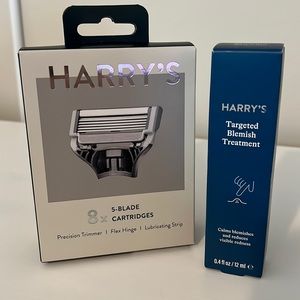 HARRY'S
5-BLADE
8x CARTRIDGES
Precision Trimmer | Flex Hinge | Lubricating Strip
HARRY'S
Targeted
Blemish
Treatment
Calms blemishes
and reduces
visible redness
0.4 fl oz / 12 ml ℮